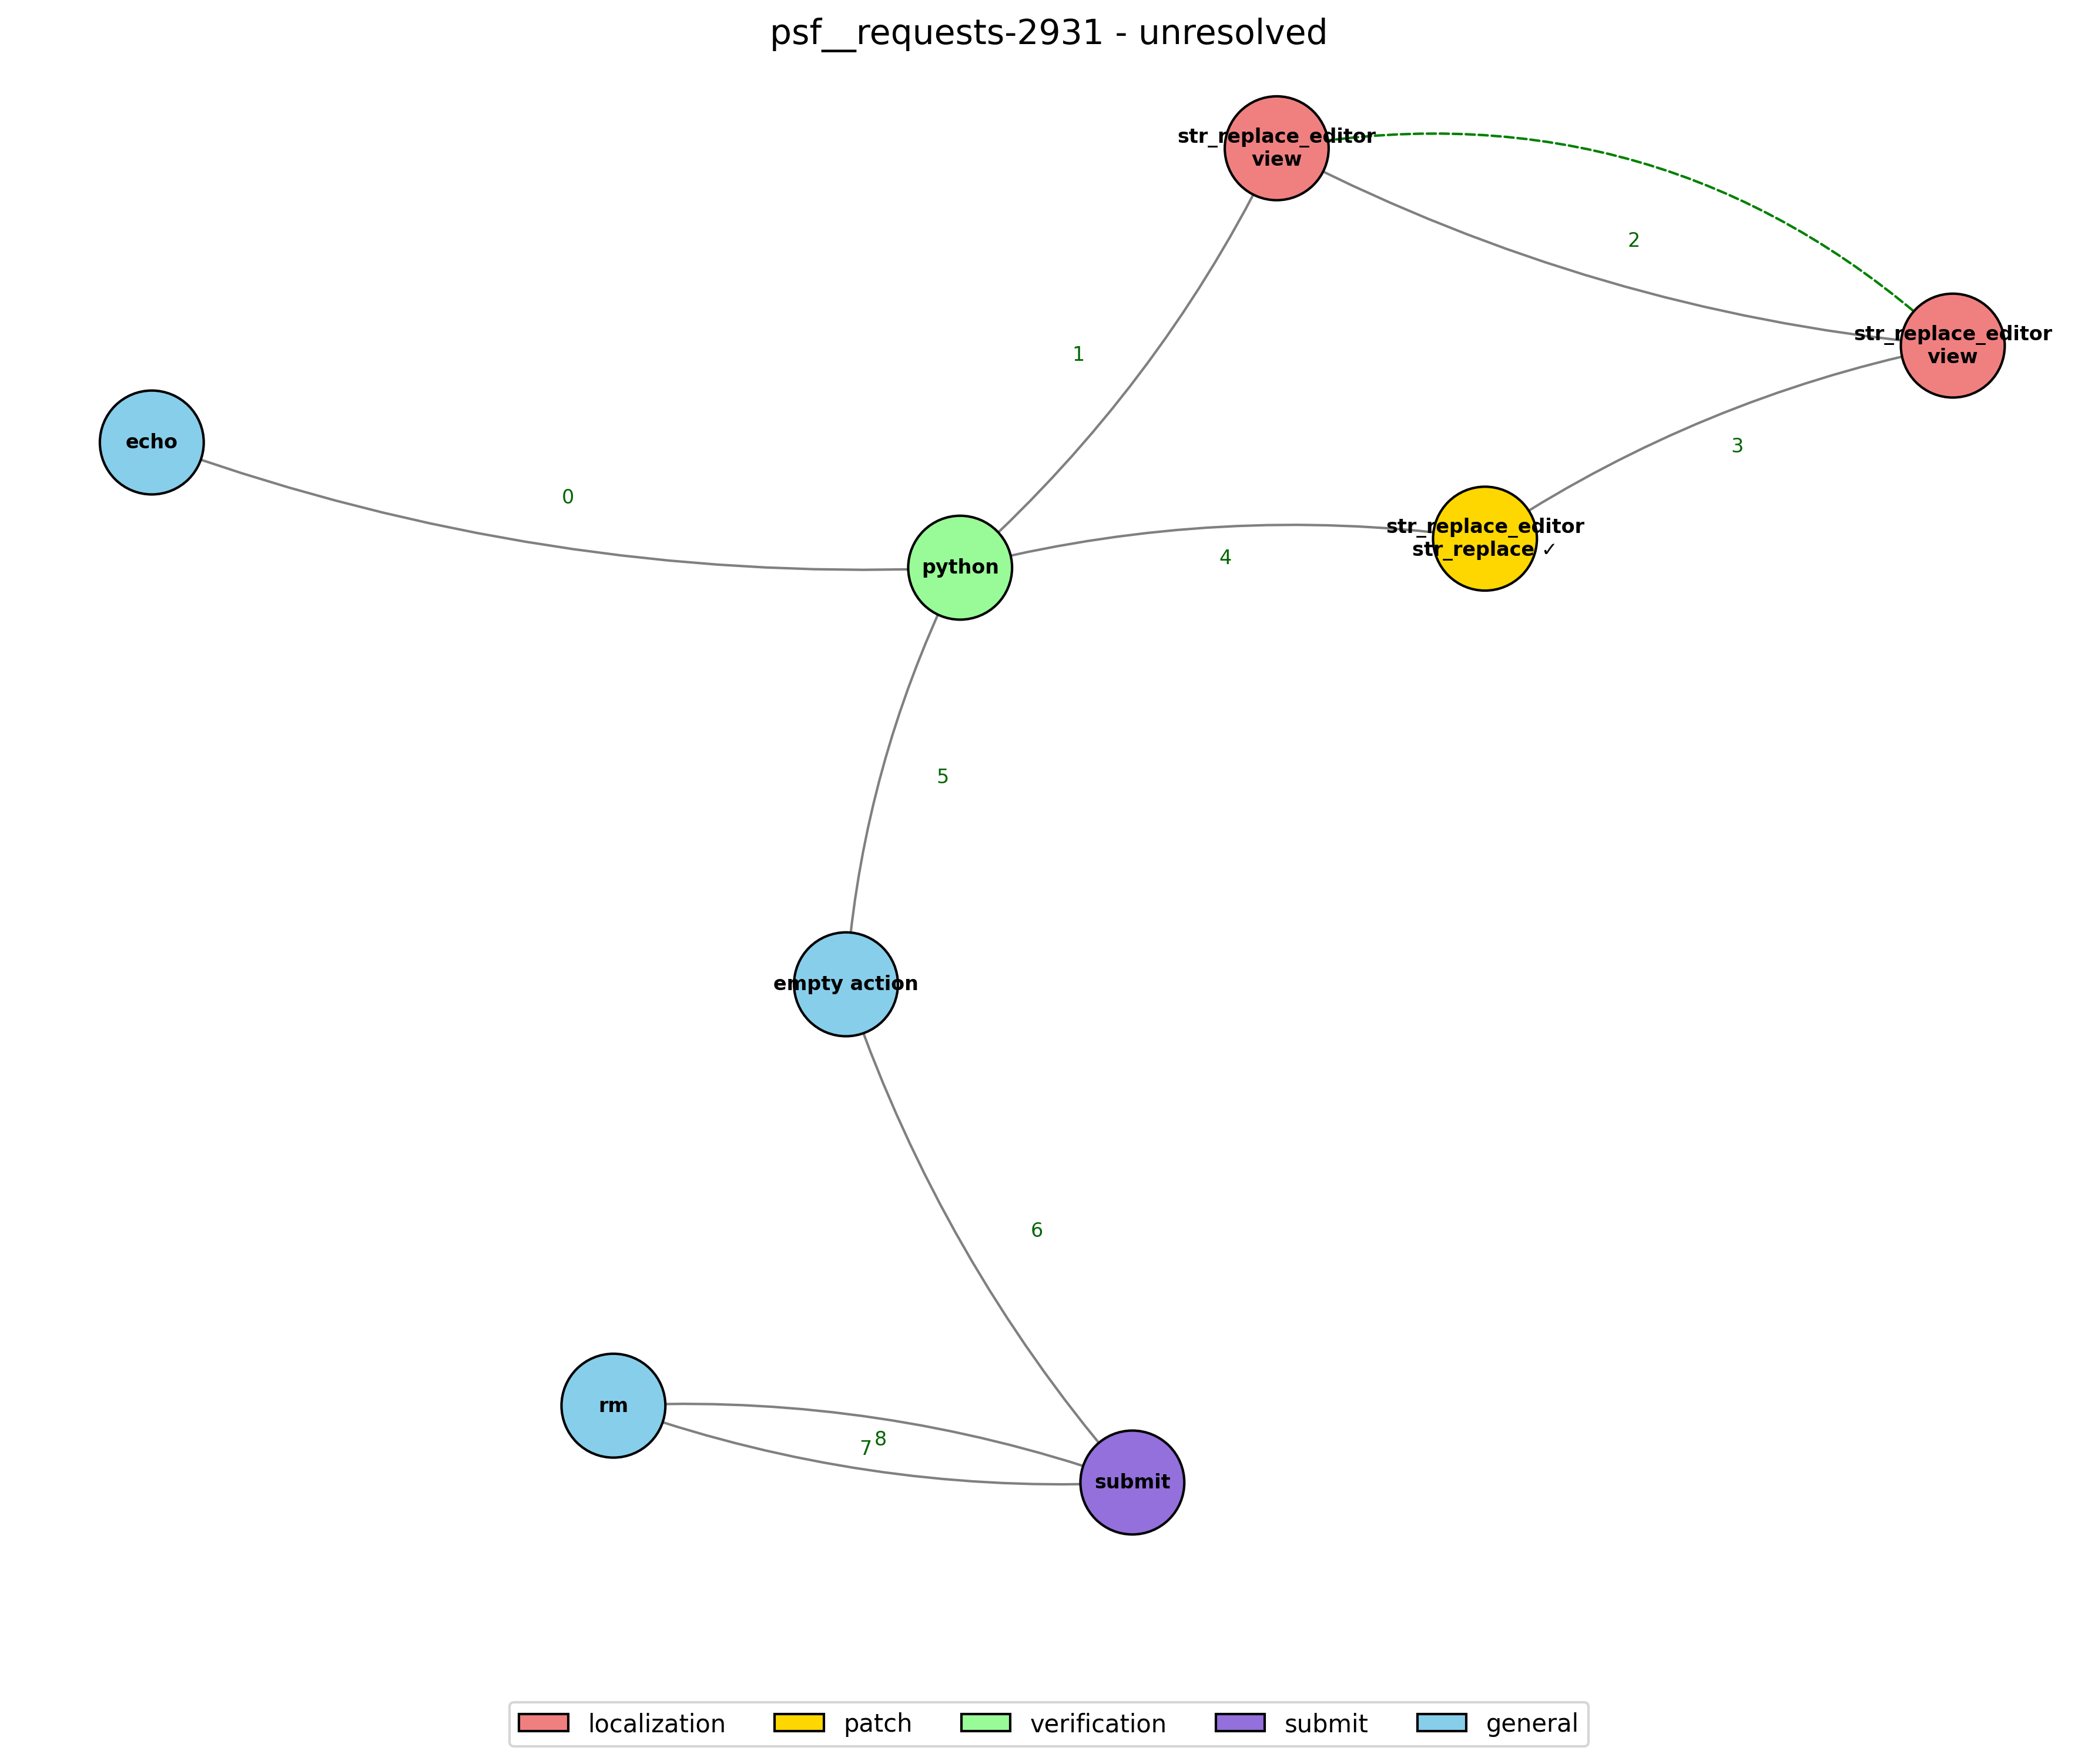 psf__requests-2931 - unresolved
str_replace_editor
view
2
str_replace_editor
view
1
echo
3
0
str_replace_editor
str_replace ✓
python
4
5
empty action
6
rm
7
8
submit
localization
patch
verification
submit
general